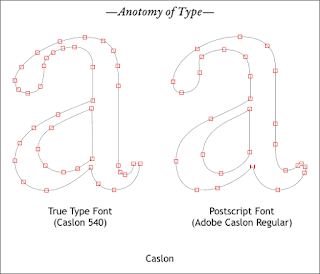 —Anotomy of Type—
a a
True Type Font Postscript Font
(Caslon 540) (Adobe Caslon Regular)
Caslon